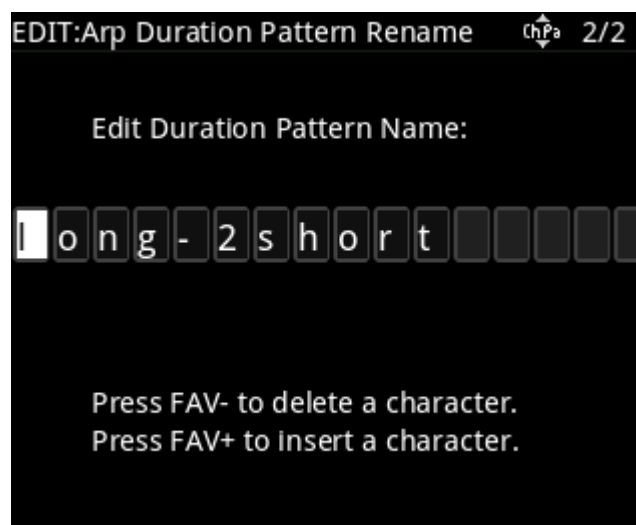 EDIT:Arp Duration Pattern Rename ChPa 2/2
Edit Duration Pattern Name:
long-2short
Press FAV- to delete a character.
Press FAV+ to insert a character.